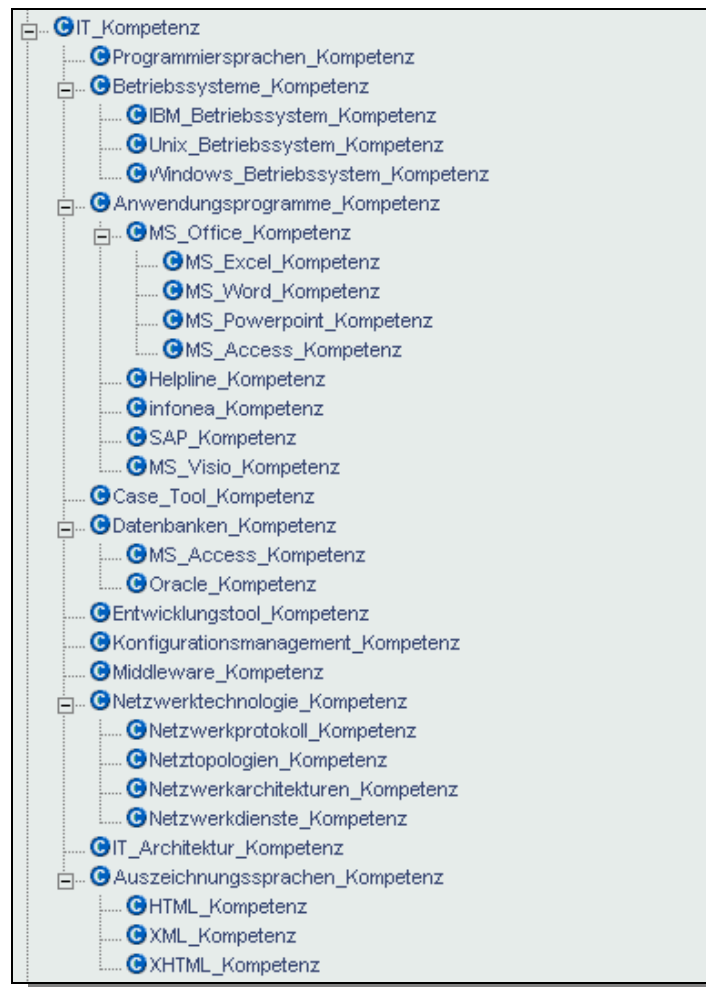 IT_Kompetenz
Programmiersprachen_Kompetenz
Betriebssysteme_Kompetenz
IBM_Betriebssystem_Kompetenz
Unix_Betriebssystem_Kompetenz
Windows_Betriebssystem_Kompetenz
Anwendungsprogramme_Kompetenz
MS_Office_Kompetenz
MS_Excel_Kompetenz
MS_Word_Kompetenz
MS_Powerpoint_Kompetenz
MS_Access_Kompetenz
Helpline_Kompetenz
infonea_Kompetenz
SAP_Kompetenz
MS_Visio_Kompetenz
Case_Tool_Kompetenz
Datenbanken_Kompetenz
MS_Access_Kompetenz
Oracle_Kompetenz
Entwicklungstool_Kompetenz
Konfigurationsmanagement_Kompetenz
Middleware_Kompetenz
Netzwerktechnologie_Kompetenz
Netzwerkprotokoll_Kompetenz
Netztopologien_Kompetenz
Netzwerkarchitekturen_Kompetenz
Netzwerkdienste_Kompetenz
IT_Architektur_Kompetenz
Auszeichnungssprachen_Kompetenz
HTML_Kompetenz
XML_Kompetenz
XHTML_Kompetenz